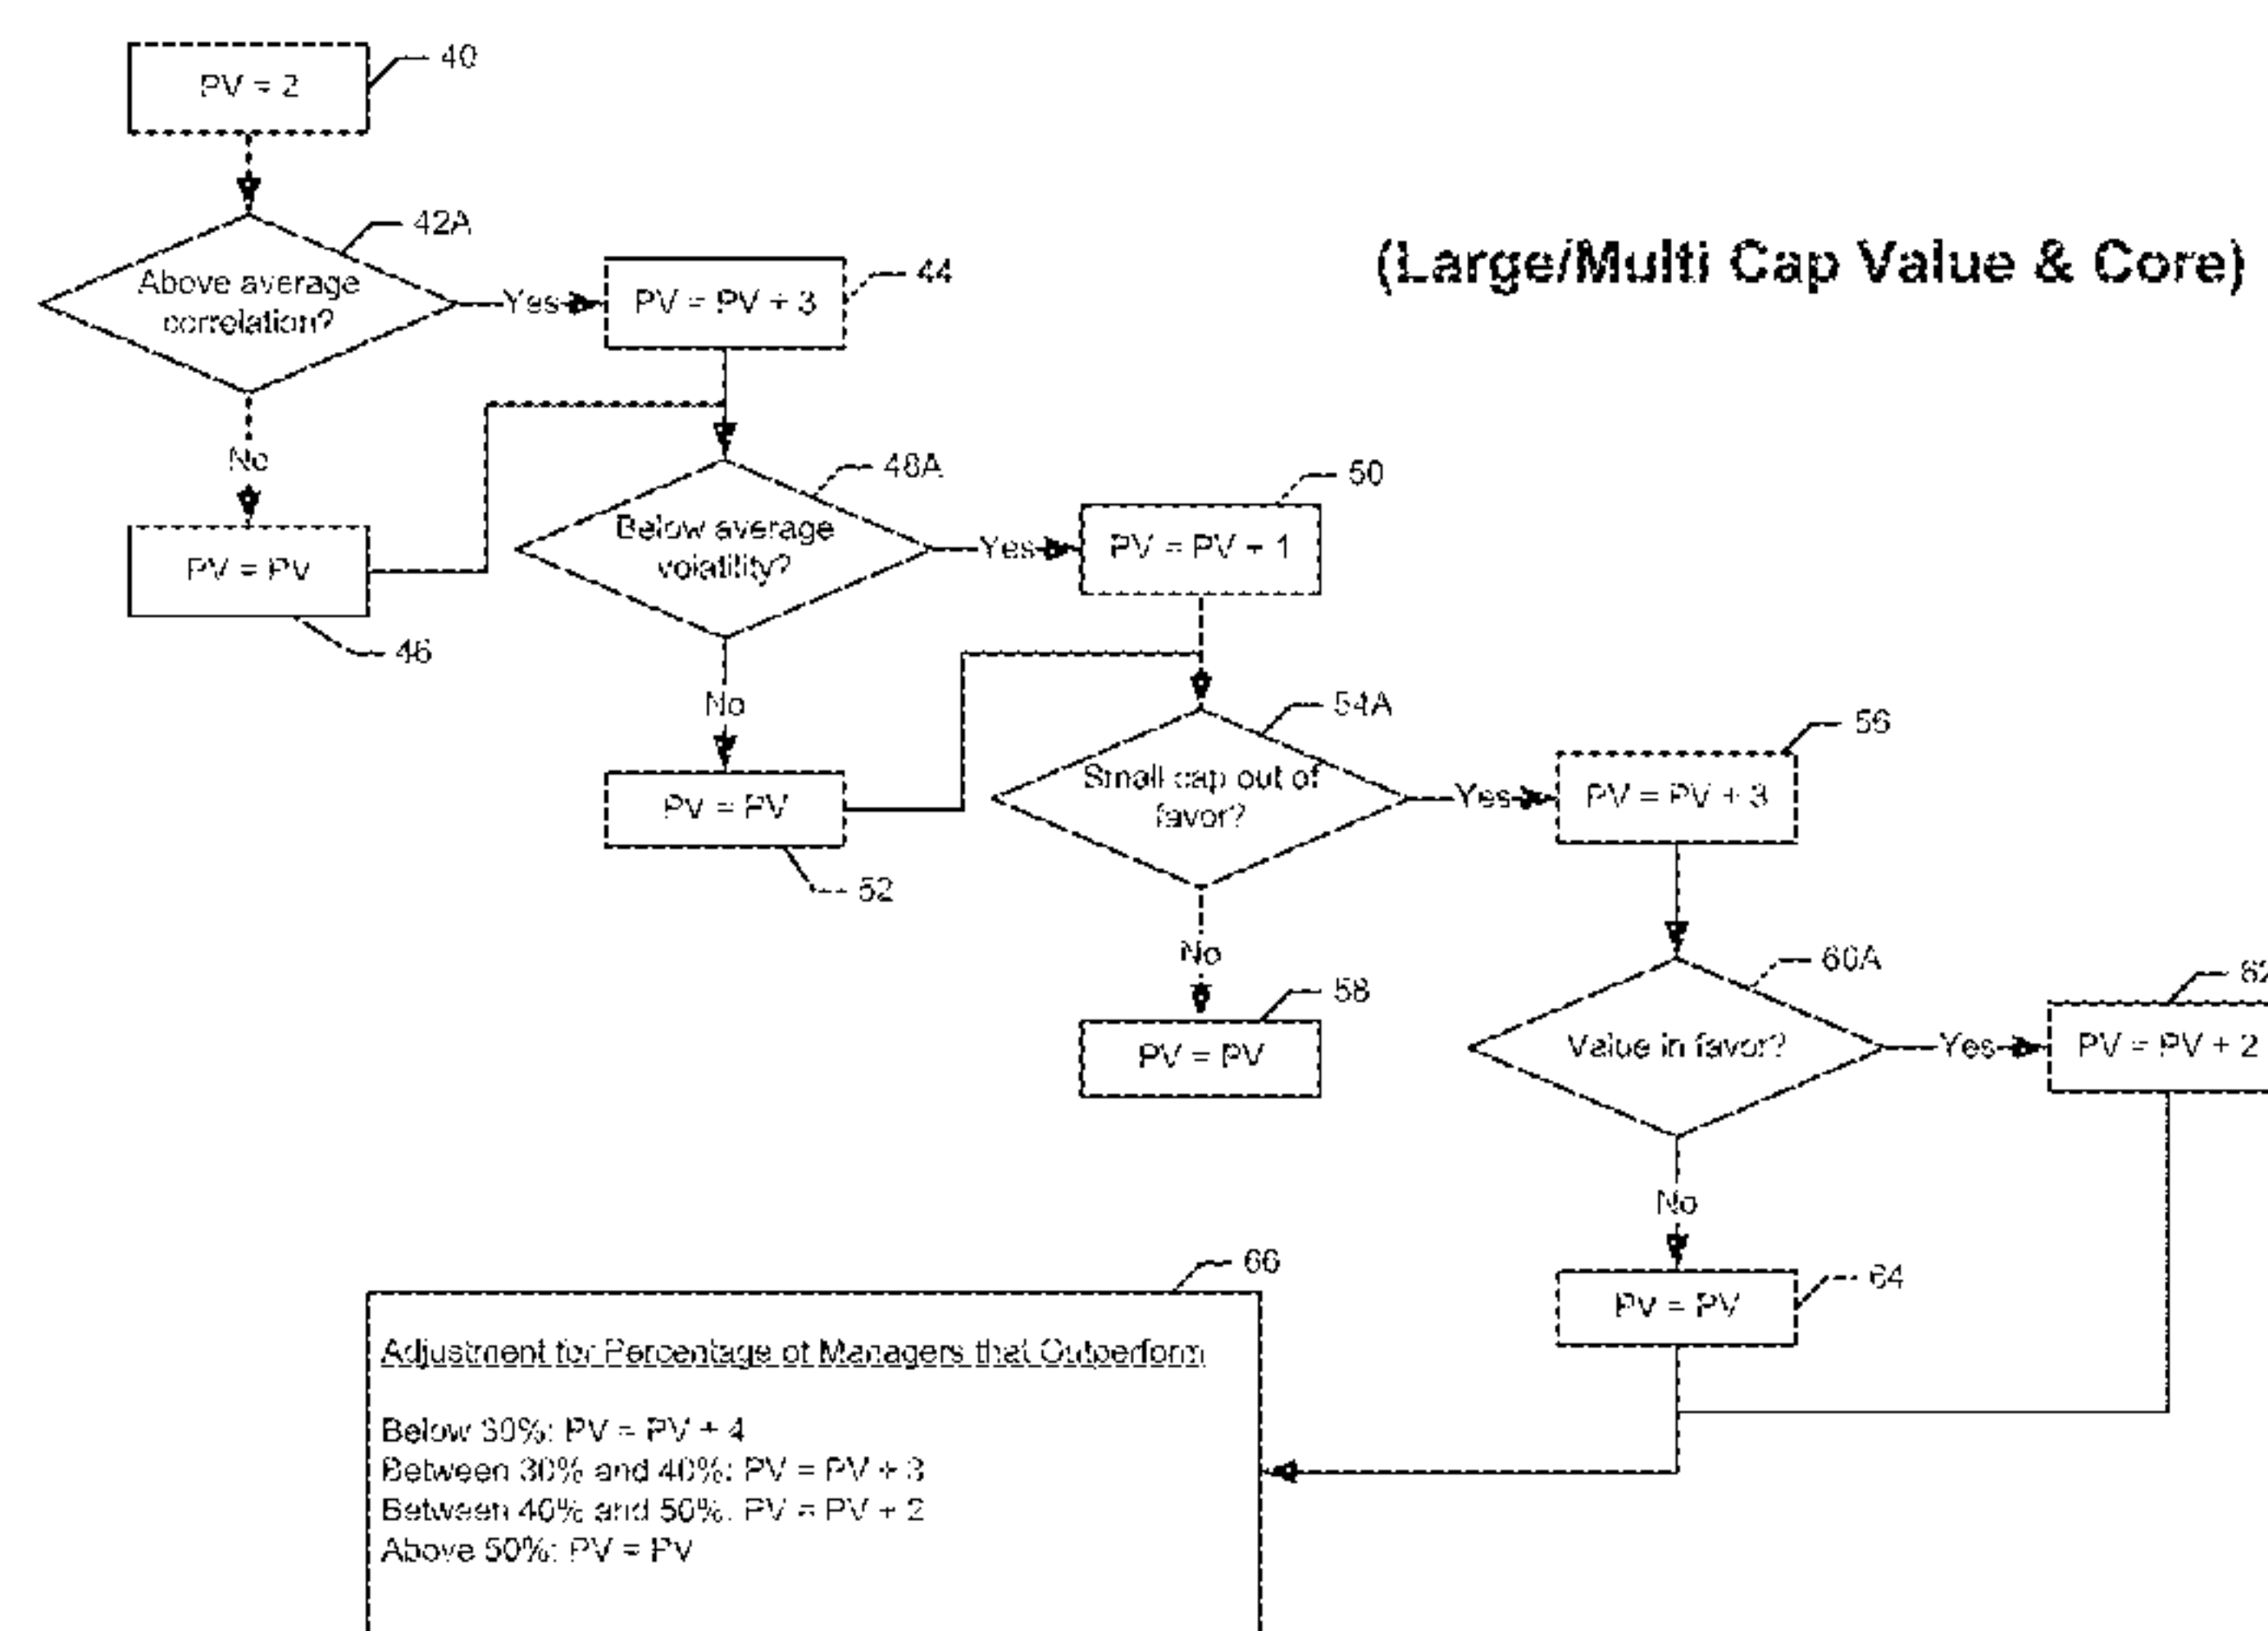 PV = 2
40
42A
Above average
correlation?
Yes
PV = PV + 3
44
(Large/Multi Cap Value & Core)
No
PV = PV
46
48A
Below average
volatility?
Yes
PV = PV + 1
50
No
PV = PV
52
54A
Small cap out of
favor?
Yes
PV = PV + 3
56
No
58
PV = PV
60A
Value in favor?
Yes
62
PV = PV + 2
No
PV = PV
64
66
Adjustment for Percentage of Managers that Outperform
Below 30%: PV = PV + 4
Between 30% and 40%: PV = PV + 3
Between 40% and 50%: PV = PV + 2
Above 50%: PV = PV